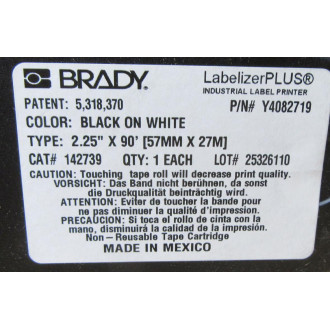 BRADY. LabelizerPLUS®
INDUSTRIAL LABEL PRINTER
PATENT: 5,318,370 P/N# Y4082719
COLOR: BLACK ON WHITE
TYPE: 2.25" X 90' [57MM X 27M]
CAT# 142739 QTY: 1 EACH LOT# 25326110
CAUTION: Touching tape roll will decrease print quality.
VORSICHT: Das Band nicht berühren, da sonst
die Druckqualität beinträchtigt wird.
ATTENTION: Eviter de toucher la bande pour
ne pas diminuer la qualité d'impression.
PRECAUCIÓN: Si toca el rollo de cinta con la
mano, disminuirá la calidad de la impresión.
Non-Reusable Tape Cartridge
MADE IN MEXICO